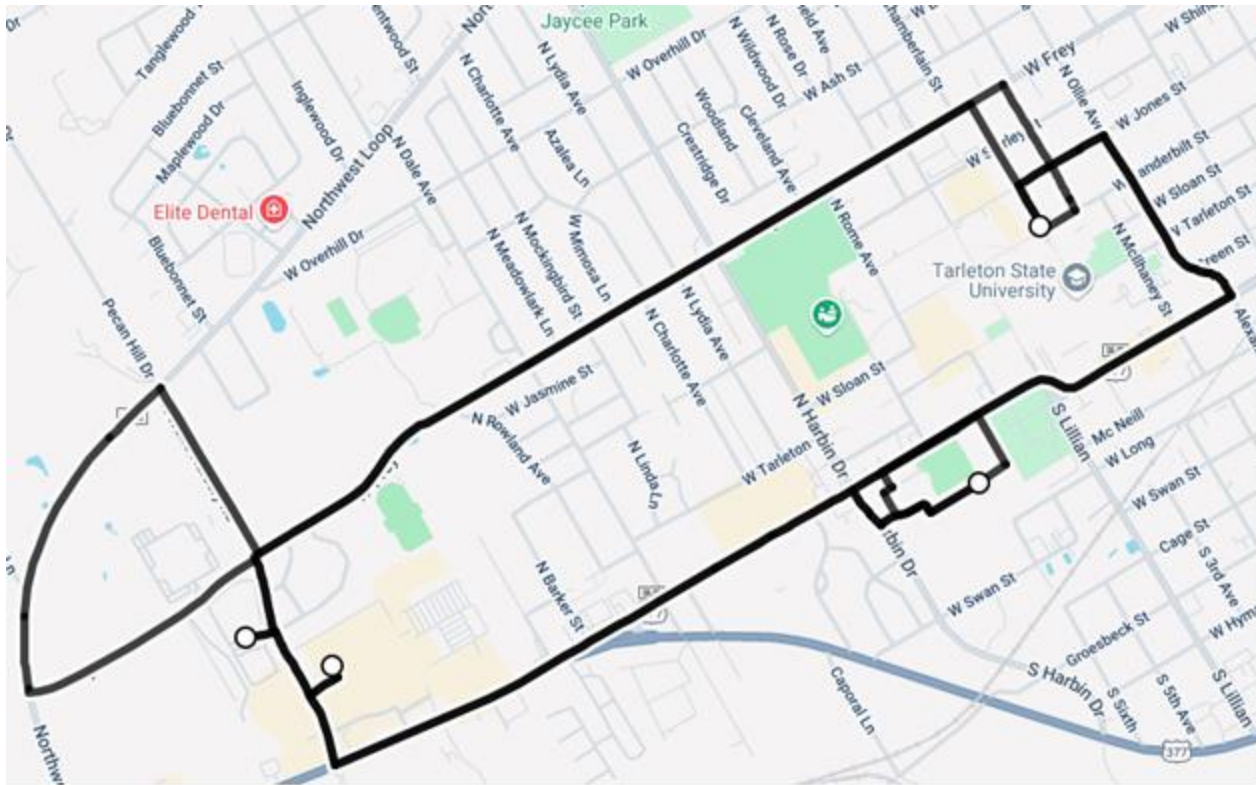 Jaycee Park
Tanglewood
Bluebonnet St
Maplewood Dr
Inglewood Dr
Northwest Loop
N Dale Ave
N Charlotte Ave
N Lydia Ave
Azalea Ln
W Overhill Dr
N Wildwood Dr
N Rose Dr
Woodland
Crestridge Dr
Cleveland Ave
W Ash St
W Frey
N Ollie Ave
W Jones St
W Sloan St
W Tarleton St
Elite Dental
W Overhill Dr
Bluebonnet St
Pecan Hill Dr
N Meadowlark Ln
N Mockingbird St
W Mimosa Ln
N Rome Ave
Tarleton State
University
N McIlhaney St
N Lydia Ave
N Charlotte Ave
W Jasmine St
N Rowland Ave
N Linda Ln
W Sloan St
N Harbin Dr
W Tarleton
S Lillian
Mc Neill
W Long
W Swan St
Cage St
S 3rd Ave
N Barker St
W Swan St
Groesbeck St
S Harbin Dr
S Sixth
S 5th Ave
S Lillian
Caporal Ln
377